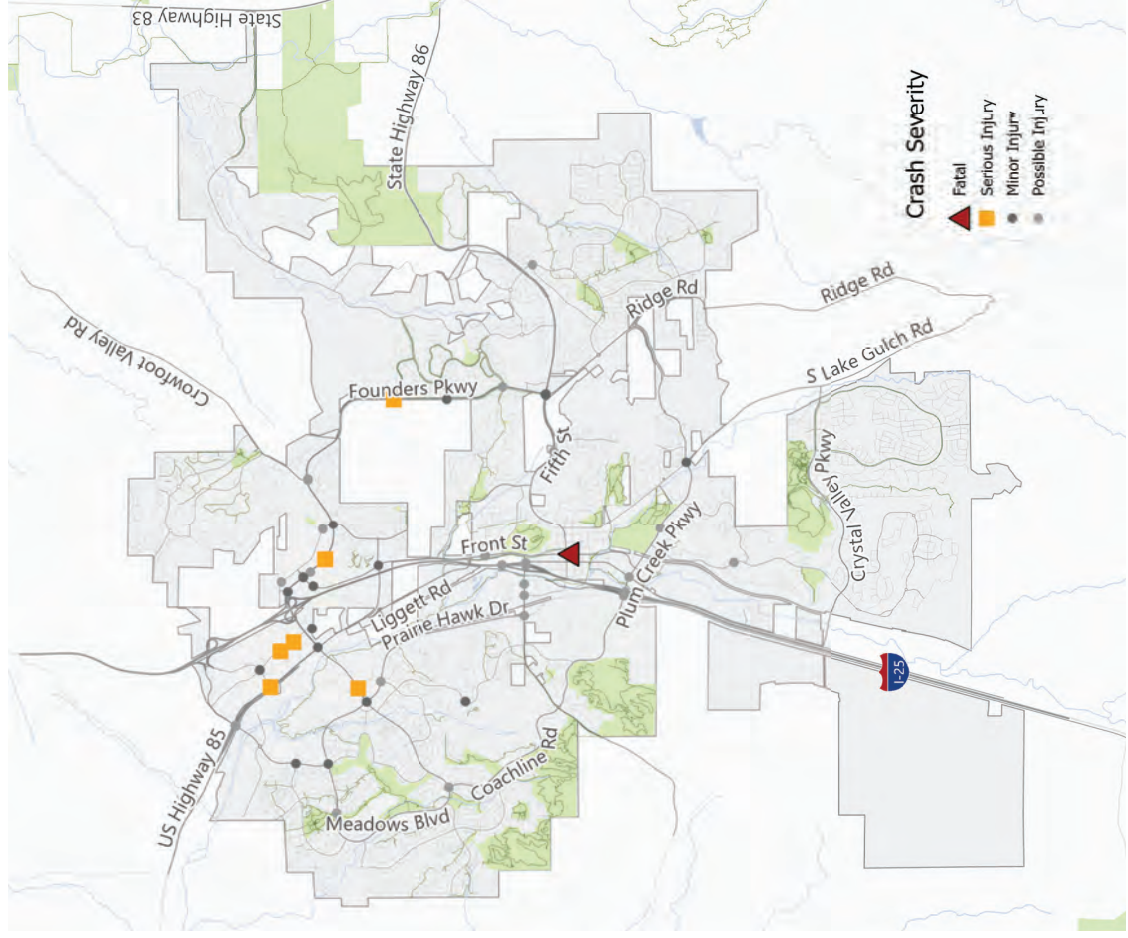 State Highway 83
State Highway 86
Crowfoot Valley Rd
Founders Pkwy
Ridge Rd
Ridge Rd
S Lake Gulch Rd
Fifth St
Front St
Liggett Rd
Prairie Hawk Dr
Plum Creek Pkwy
Crystal Valley Pkwy
US Highway 85
Coachline Rd
Meadows Blvd
I-25
Crash Severity
Fatal
Serious Injury
Minor Injury
Possible Injury